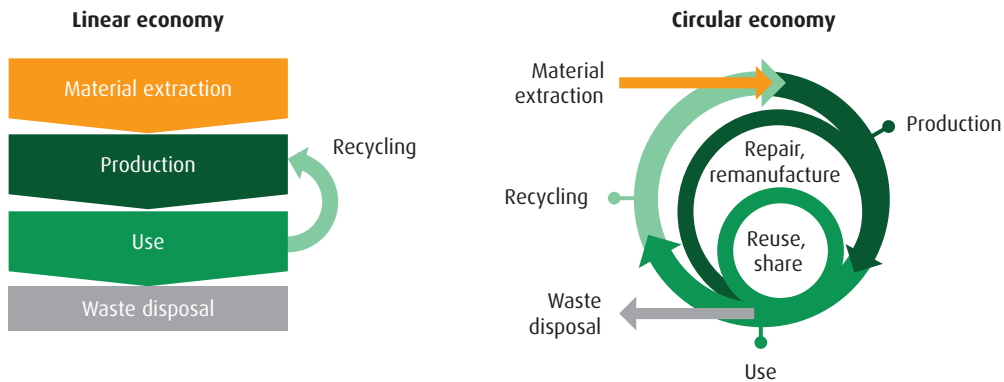 Linear economy
Material extraction
Production
Use
Waste disposal
Recycling
Circular economy
Material
extraction
Production
Repair,
remanufacture
Recycling
Reuse,
share
Waste
disposal
Use